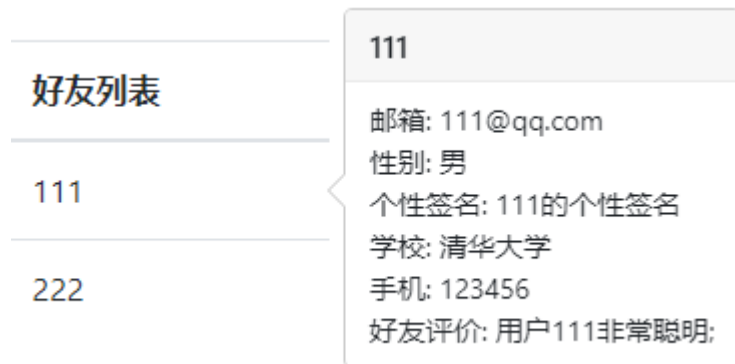 好友列表
111
222
111
邮箱: 111@qq.com
性别: 男
个性签名: 111的个性签名
学校: 清华大学
手机: 123456
好友评价: 用户111非常聪明;